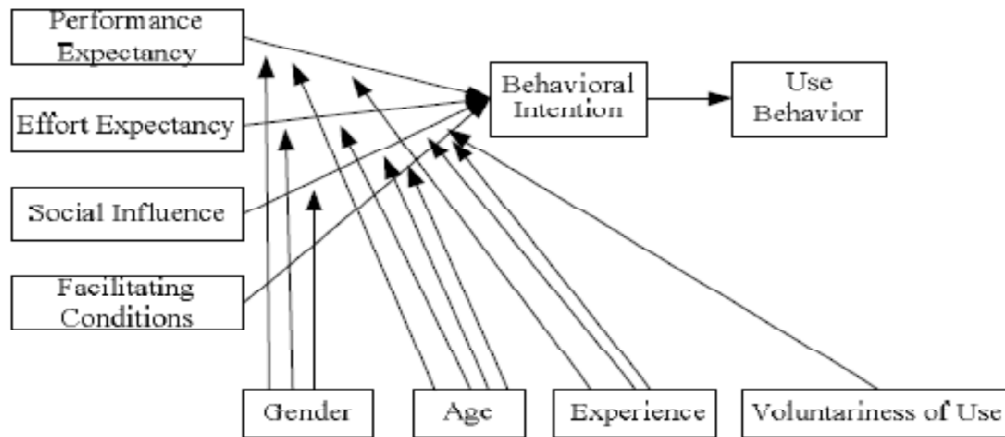 Performance
Expectancy
Behavioral
Intention
Use
Behavior
Effort Expectancy
Social Influence
Facilitating
Conditions
Gender
Age
Experience
Voluntariness of Use